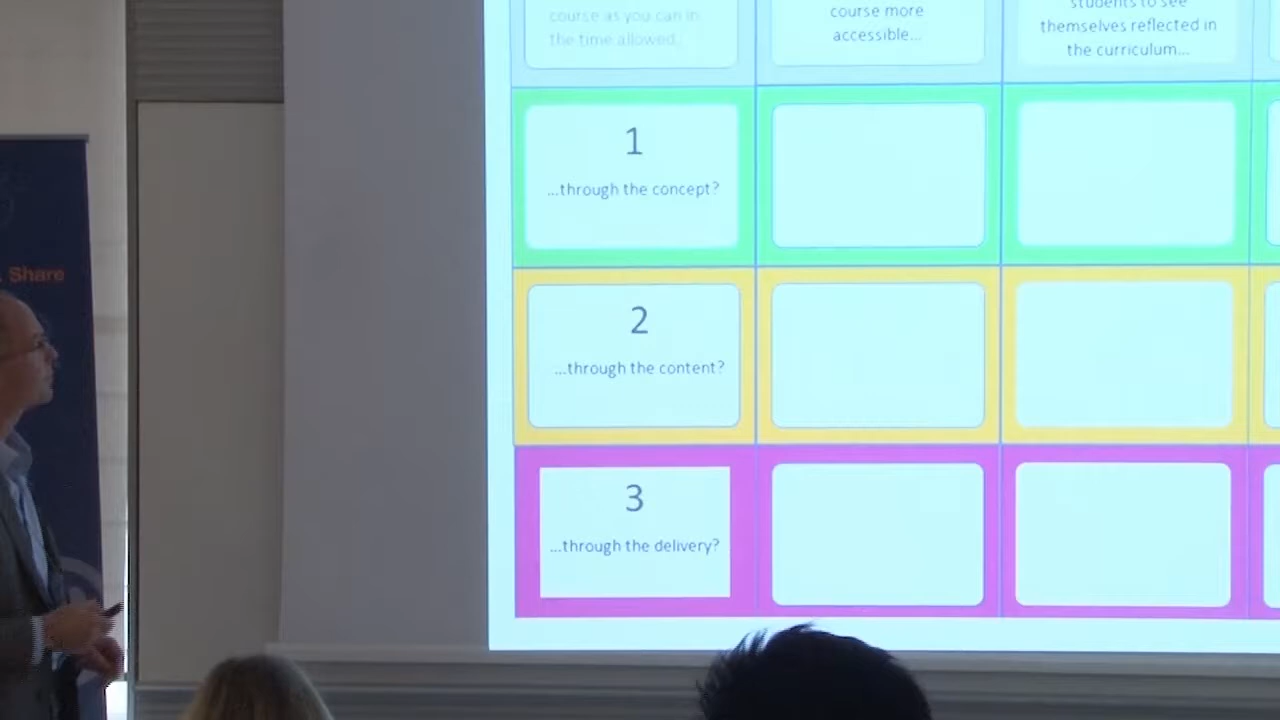 course as you can in
the time allowed.
course more
accessible...
students to see
themselves reflected in
the curriculum...
1
...through the concept?
2
...through the content?
3
...through the delivery?
Share